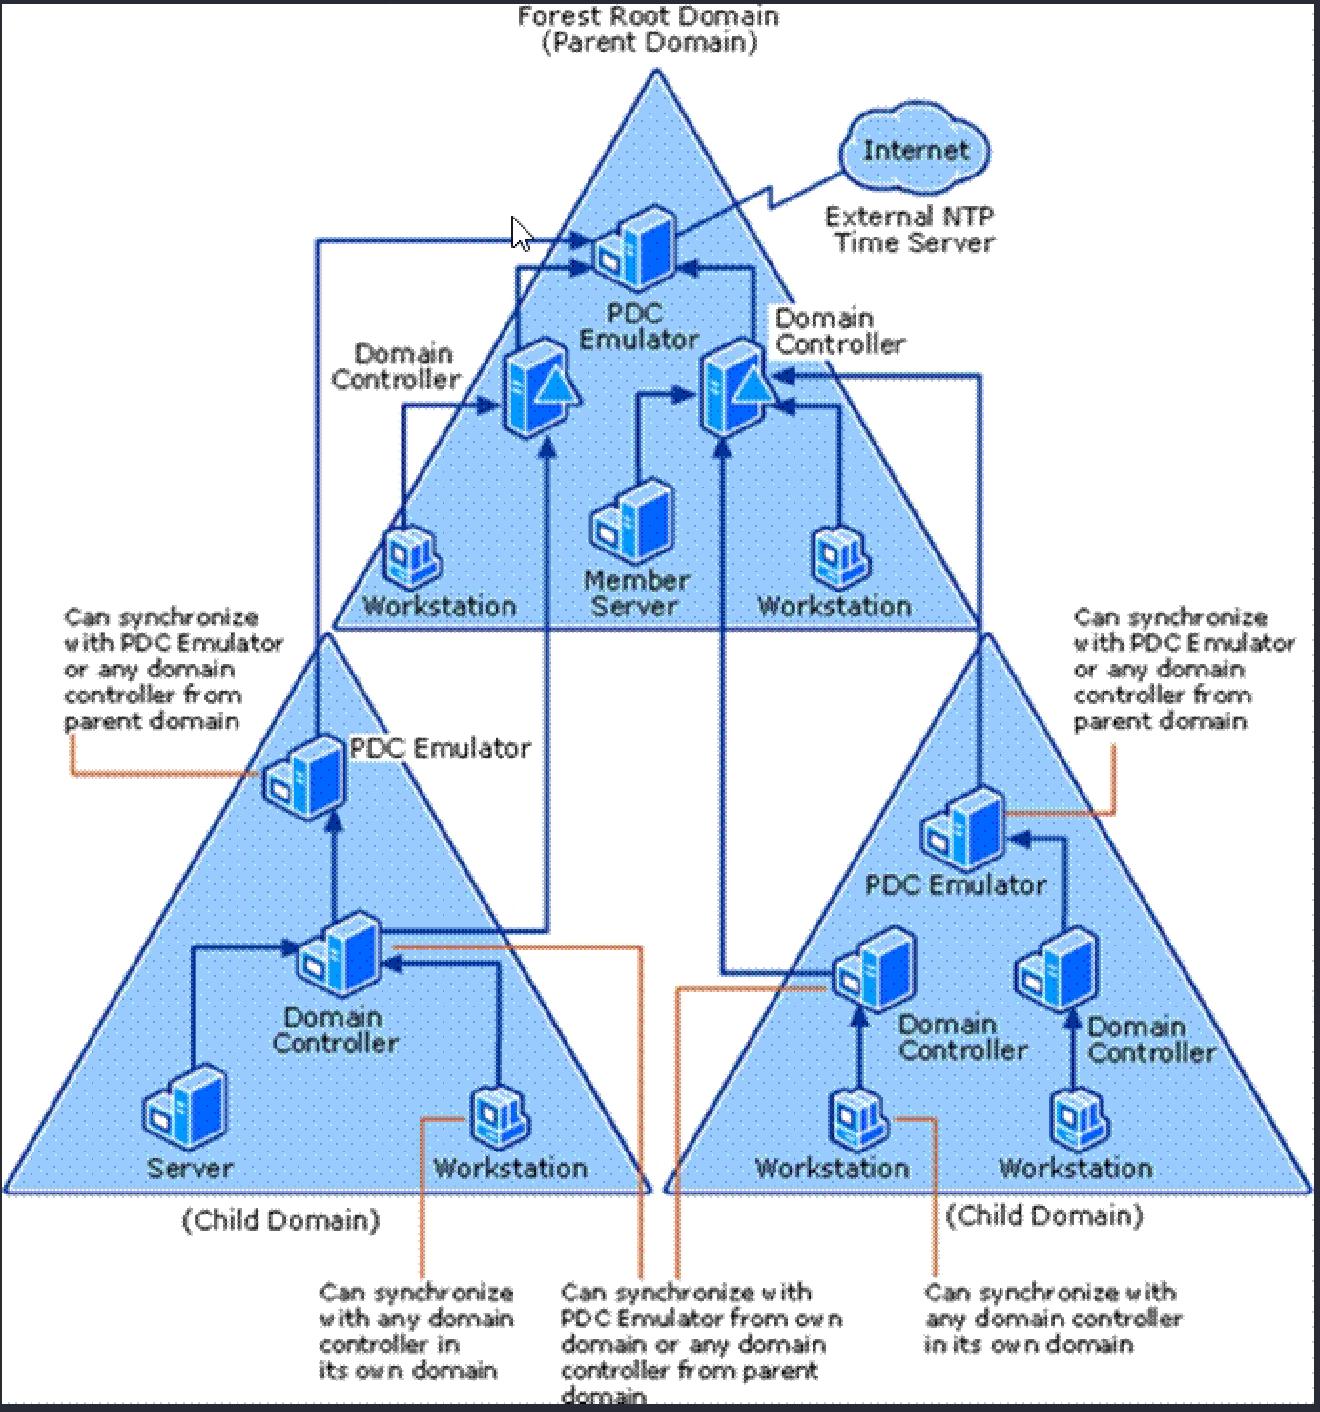 Forest Root Domain
(Parent Domain)
Internet
External NTP
Time Server
PDC
Emulator
Domain
Controller
Domain
Controller
Workstation
Member
Server
Workstation
Can synchronize
with PDC Emulator
or any domain
controller from
parent domain
Can synchronize
with PDC Emulator
or any domain
controller from
parent domain
PDC Emulator
PDC Emulator
Domain
Controller
Domain
Controller
Domain
Controller
Server
Workstation
Workstation
Workstation
(Child Domain)
(Child Domain)
Can synchronize
with any domain
controller in
its own domain
Can synchronize with
PDC Emulator from own
domain or any domain
controller from parent
domain
Can synchronize with
any domain controller
in its own domain